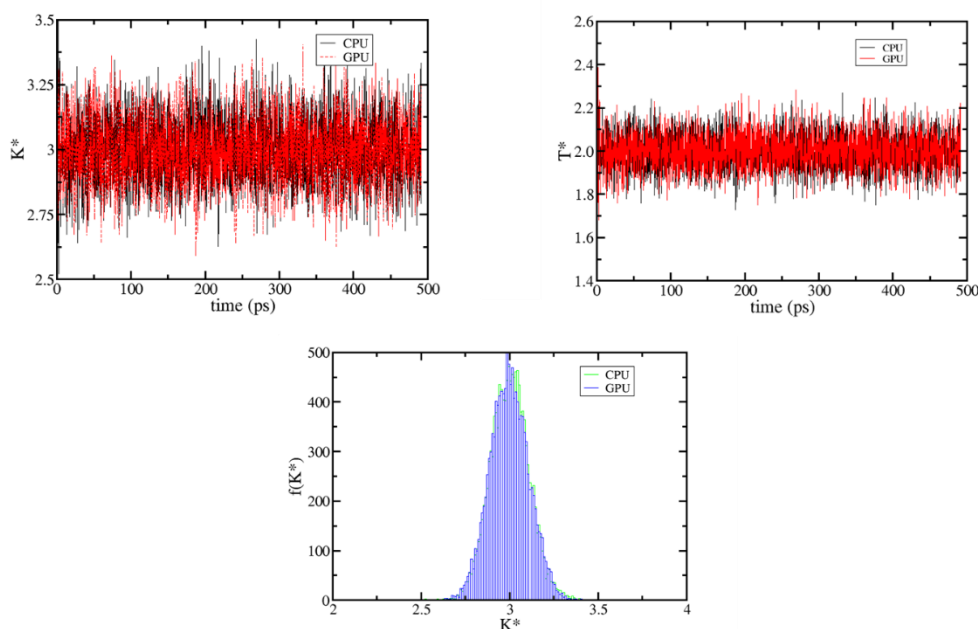 3.5
CPU
GPU
3.25
K*
3
2.75
2.5
0 100 200 300 400 500
time (ps)
2.6
CPU
GPU
2.4
2.2
T*
2.0
1.8
1.6
1.4
0 100 200 300 400 500
time (ps)
500
CPU
GPU
400
300
f(K*)
200
100
0
2 2.5 3 3.5 4
K*